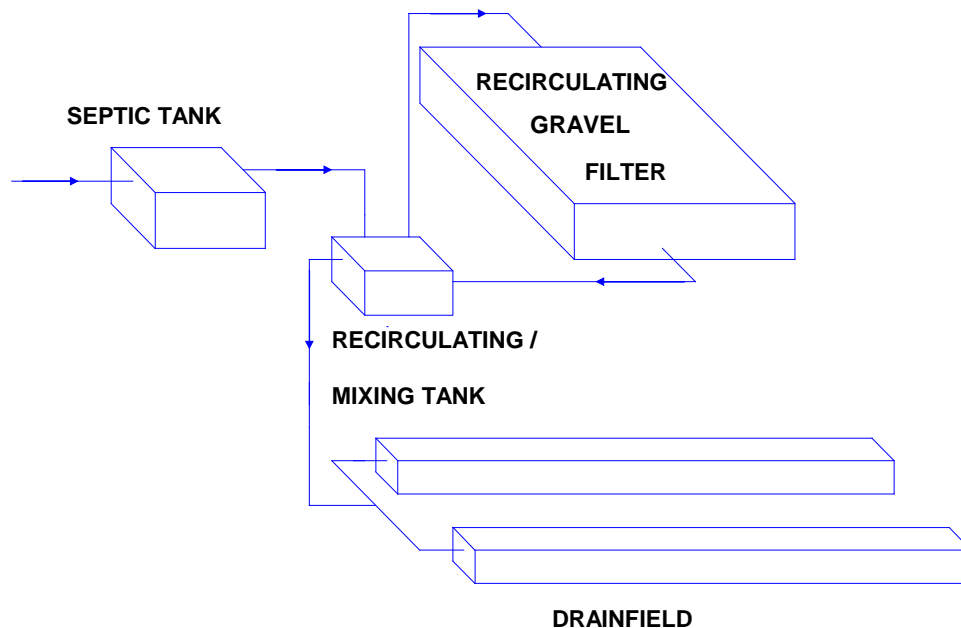 SEPTIC TANK
RECIRCULATING
GRAVEL
FILTER
RECIRCULATING /
MIXING TANK
DRAINFIELD